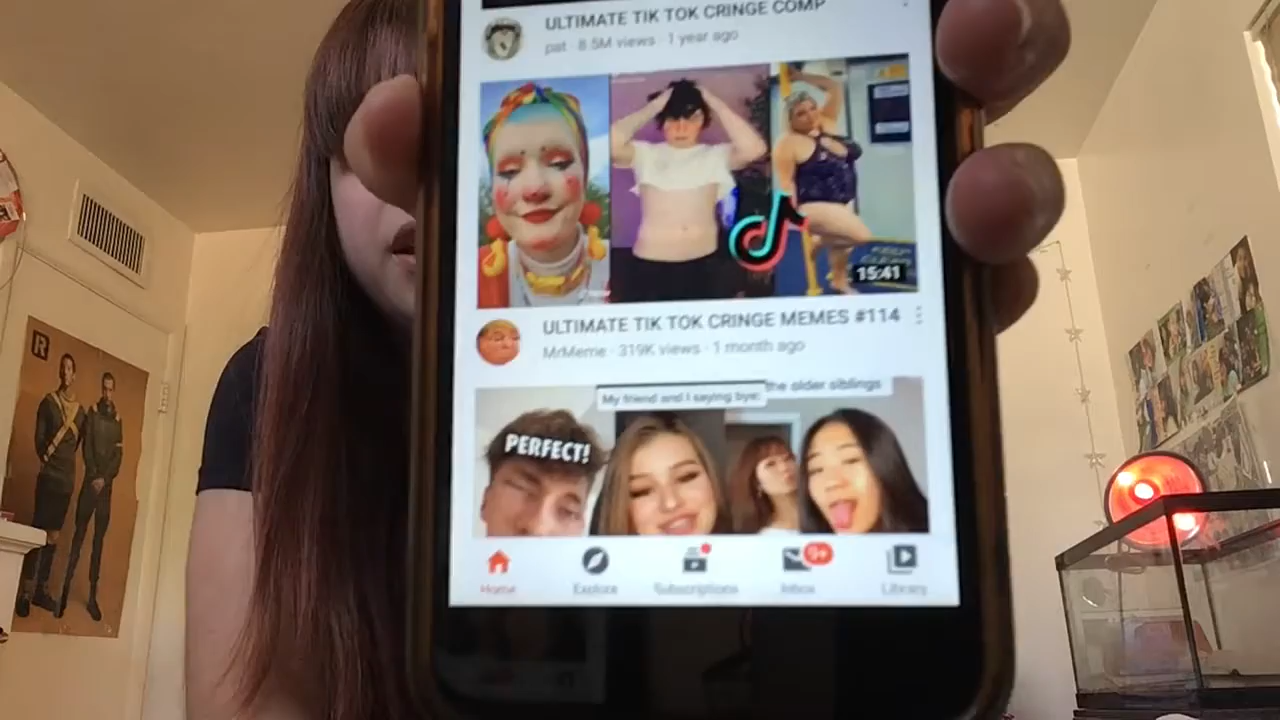 ULTIMATE TIK TOK CRINGE COMP
pat · 8.5M views · 1 year ago
15:41
ULTIMATE TIK TOK CRINGE MEMES #114
MrMeme · 319K views · 1 month ago
the older siblings
My friend and I saying bye:
PERFECT!
9+
Home
Explore
Subscriptions
Inbox
Library
R